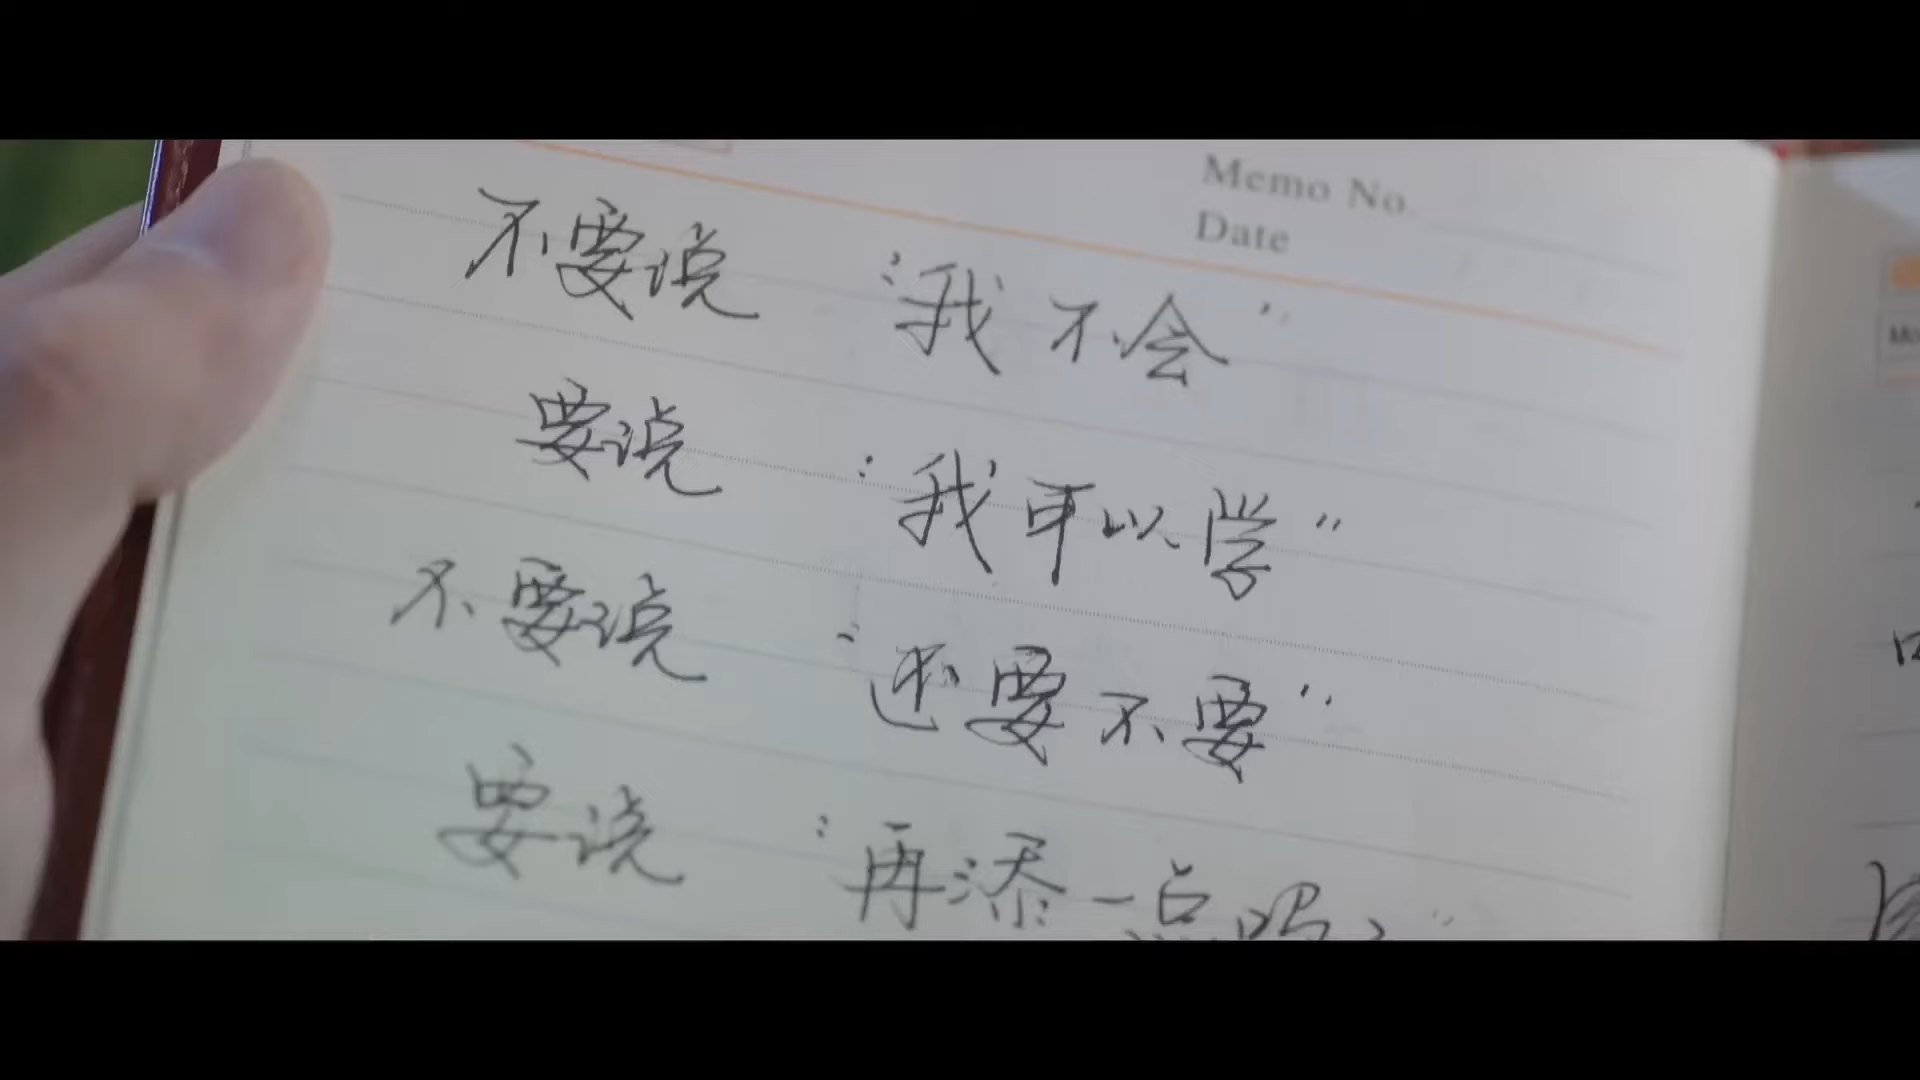 Memo No.
Date
不要说 "我不会"
要说 "我可以学"
不要说 "还要不要"
要说 "再添一点吗?"